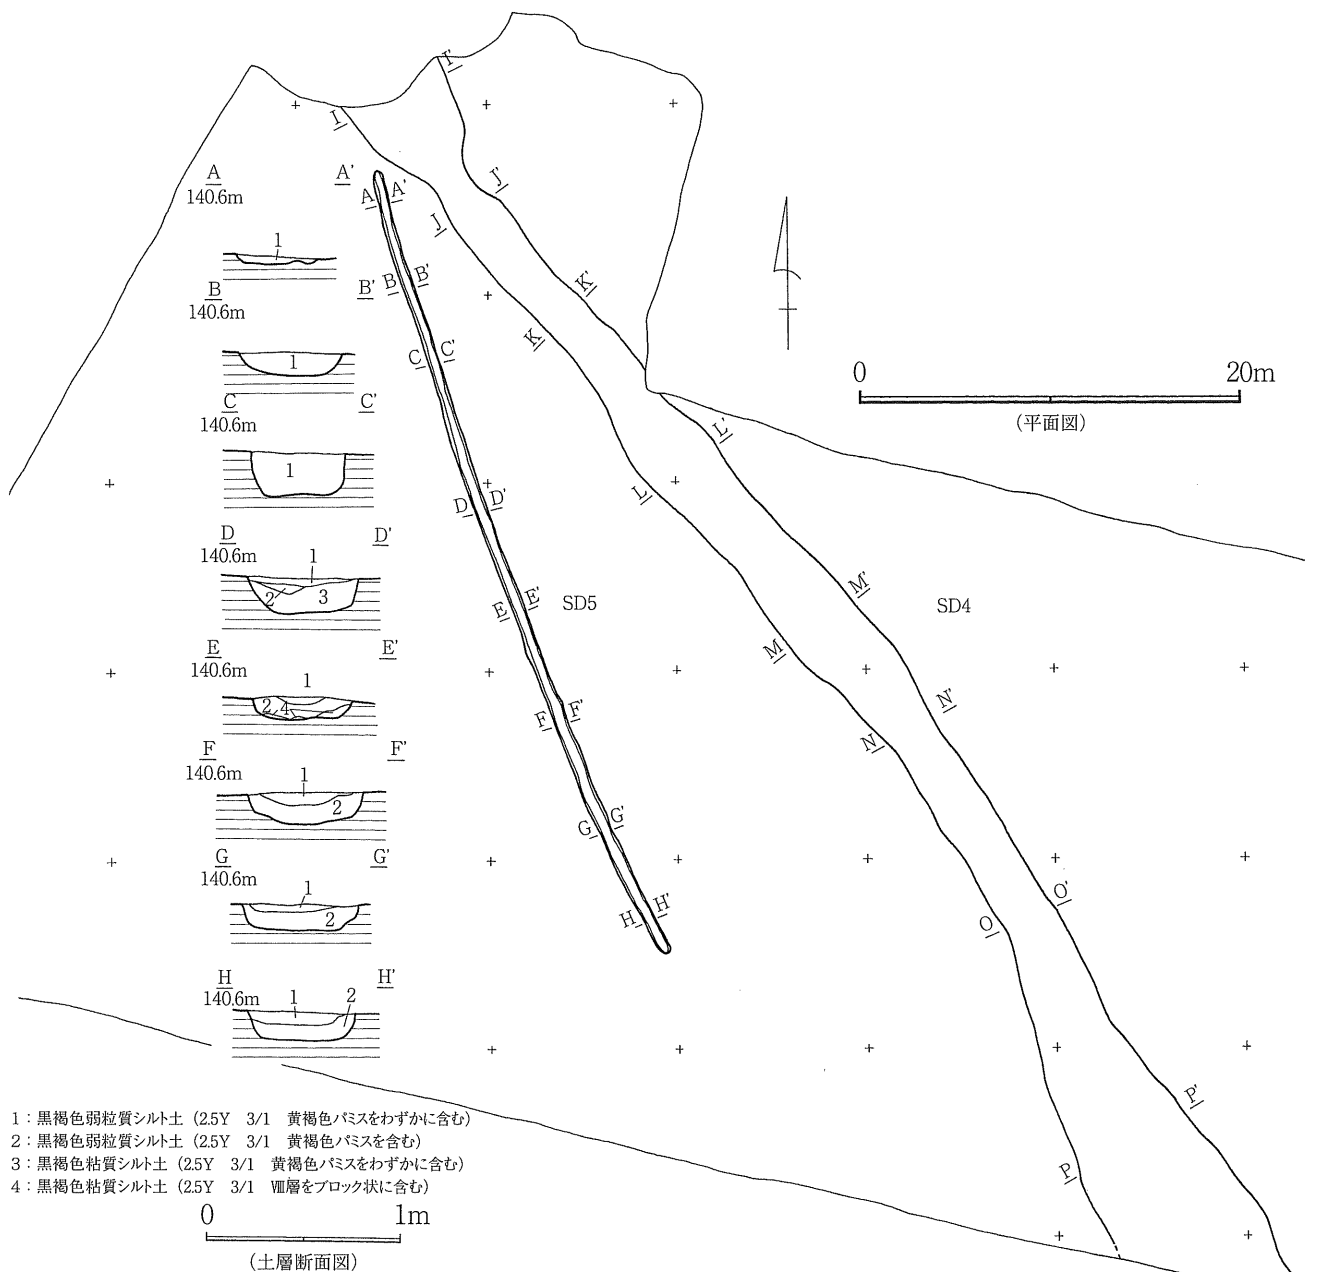 I'
I
A A'
140.6m
A A'
J'
J
1
B B'
140.6m
B B'
K'
K
1
C C'
140.6m
C C'
0 20m
(平面図)
L'
L
1
D D'
140.6m
D D'
1
2 3
M'
M
E E'
SD5
SD4
E E'
140.6m
1
2 4
N'
N
F F'
F F'
140.6m
1
2
G G'
G G'
140.6m
1
2
O'
O
H H'
H H'
140.6m
1 2
P'
P
1:黒褐色弱粒質シルト土 (2.5Y 3/1 黄褐色パミスをわずかに含む)
2:黒褐色弱粒質シルト土 (2.5Y 3/1 黄褐色パミスを含む)
3:黒褐色粘質シルト土 (2.5Y 3/1 黄褐色パミスをわずかに含む)
4:黒褐色粘質シルト土 (2.5Y 3/1 Ⅷ層をブロック状に含む)
0 1m
(土層断面図)